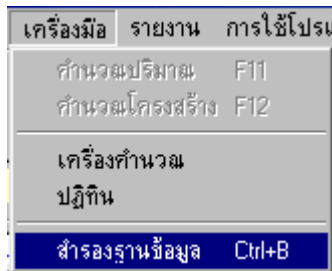 เครื่องมือ รายงาน การใช้โปรแ
คำนวณปริมาณ F11
คำนวณโครงสร้าง F12
เครื่องคำนวณ
ปฏิทิน
สำรองฐานข้อมูล Ctrl+B